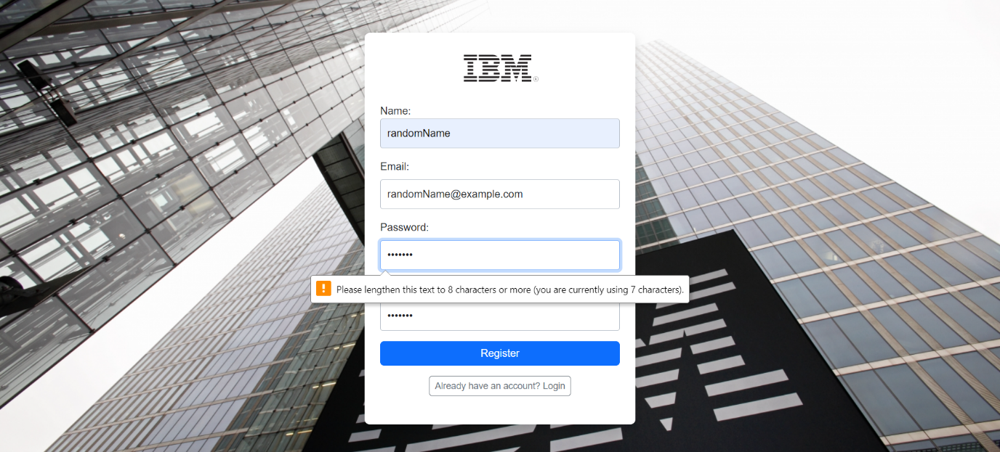 IBM
Name:
randomName
Email:
randomName@example.com
Password:
•••••••
Please lengthen this text to 8 characters or more (you are currently using 7 characters).
•••••••
Register
Already have an account? Login
IBM